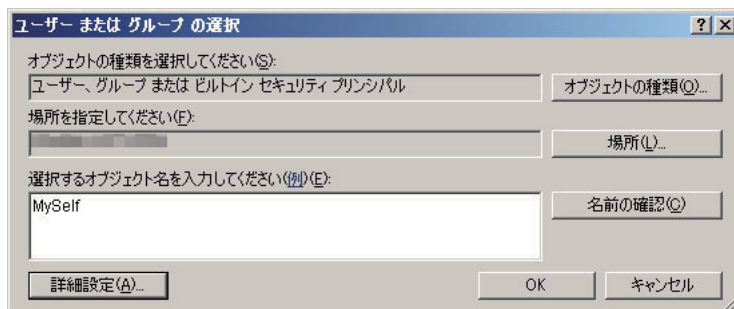 ユーザー または グループ の選択
オブジェクトの種類を選択してください(S):
ユーザー、グループ または ビルトイン セキュリティ プリンシパル
オブジェクトの種類(O)...
場所を指定してください(F):
場所(L)...
選択するオブジェクト名を入力してください(例)(E):
MySelf
名前の確認(C)
詳細設定(A)...
OK
キャンセル